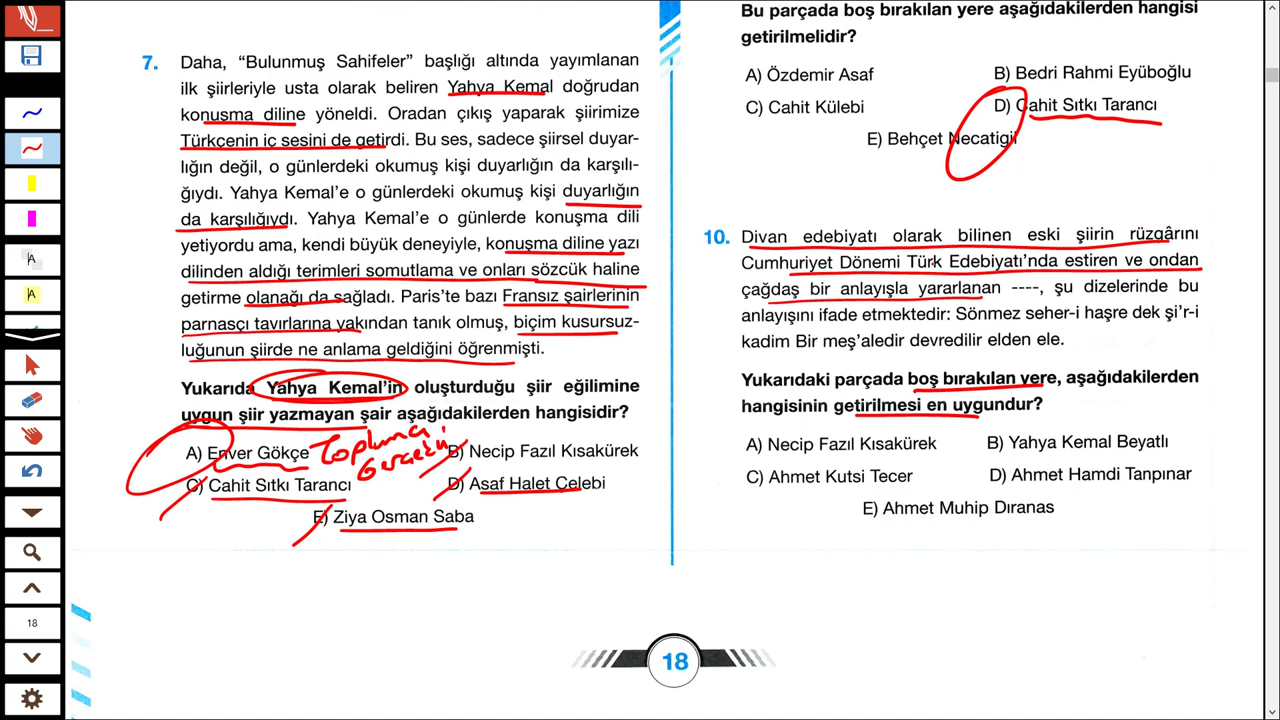 7. Daha, “Bulunmuş Sahifeler” başlığı altında yayımlanan
ilk şiirleriyle usta olarak beliren Yahya Kemal doğrudan
konuşma diline yöneldi. Oradan çıkış yaparak şiirimize
Türkçenin iç sesini de getirdi. Bu ses, sadece şiirsel duyar-
lığın değil, o günlerdeki okumuş kişi duyarlığın da karşılı-
ğıydı. Yahya Kemal’e o günlerdeki okumuş kişi duyarlığın
da karşılığıydı. Yahya Kemal’e o günlerde konuşma dili
yetiyordu ama, kendi büyük deneyiyle, konuşma diline yazı
dilinden aldığı terimleri somutlama ve onları sözcük haline
getirme olanağı da sağladı. Paris’te bazı Fransız şairlerinin
parnasçı tavırlarına yakından tanık olmuş, biçim kusursuz-
luğunun şiirde ne anlama geldiğini öğrenmişti.
Yukarıda Yahya Kemal’in oluşturduğu şiir eğilimine
uygun şiir yazmayan şair aşağıdakilerden hangisidir?
A) Enver Gökçe Toplumcu Gerçekçi
B) Necip Fazıl Kısakürek
C) Cahit Sıtkı Tarancı
D) Asaf Halet Çelebi
E) Ziya Osman Saba
Bu parçada boş bırakılan yere aşağıdakilerden hangisi
getirilmelidir?
A) Özdemir Asaf
B) Bedri Rahmi Eyüboğlu
C) Cahit Külebi
D) Cahit Sıtkı Tarancı
E) Behçet Necatigil
10. Divan edebiyatı olarak bilinen eski şiirin rüzgârını
Cumhuriyet Dönemi Türk Edebiyatı’nda estiren ve ondan
çağdaş bir anlayışla yararlanan ----, şu dizelerinde bu
anlayışını ifade etmektedir: Sönmez seher-i haşre dek şi’r-i
kadim Bir meş’aledir devredilir elden ele.
Yukarıdaki parçada boş bırakılan yere, aşağıdakilerden
hangisinin getirilmesi en uygundur?
A) Necip Fazıl Kısakürek
B) Yahya Kemal Beyatlı
C) Ahmet Kutsi Tecer
D) Ahmet Hamdi Tanpınar
E) Ahmet Muhip Dıranas
18
18
A
A